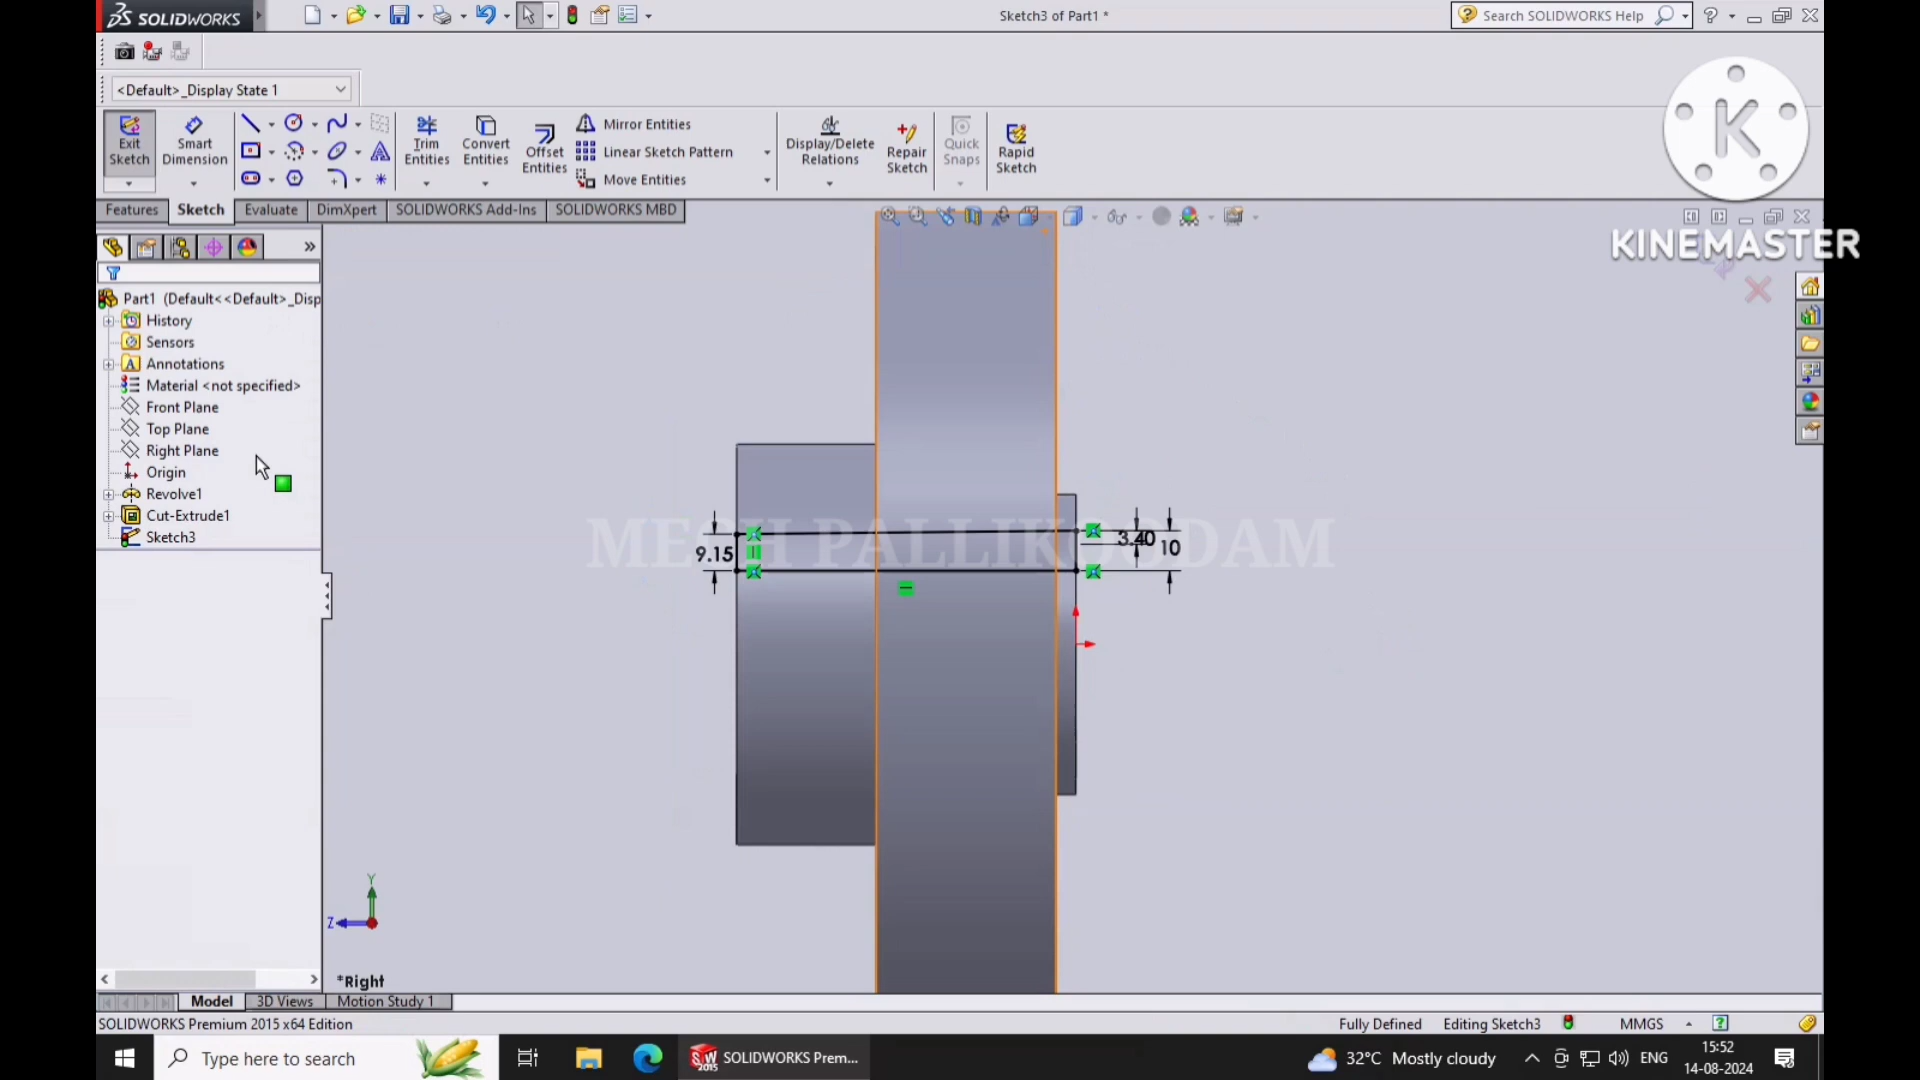 SOLIDWORKS
Sketch3 of Part1 *
Search SOLIDWORKS Help
<Default>_Display State 1
Exit Sketch
Smart Dimension
Trim Entities
Convert Entities
Offset Entities
Mirror Entities
Linear Sketch Pattern
Move Entities
Display/Delete Relations
Repair Sketch
Quick Snaps
Rapid Sketch
K
KINEMASTER
Features
Sketch
Evaluate
DimXpert
SOLIDWORKS Add-Ins
SOLIDWORKS MBD
Part1 (Default<<Default>_Disp
History
Sensors
Annotations
Material <not specified>
Front Plane
Top Plane
Right Plane
Origin
Revolve1
Cut-Extrude1
Sketch3
MECH PALLIKOODAM
9.15
3.40
10
Y
Z
*Right
Model
3D Views
Motion Study 1
SOLIDWORKS Premium 2015 x64 Edition
Fully Defined
Editing Sketch3
MMGS
Type here to search
SOLIDWORKS Prem...
32°C Mostly cloudy
ENG
15:52
14-08-2024